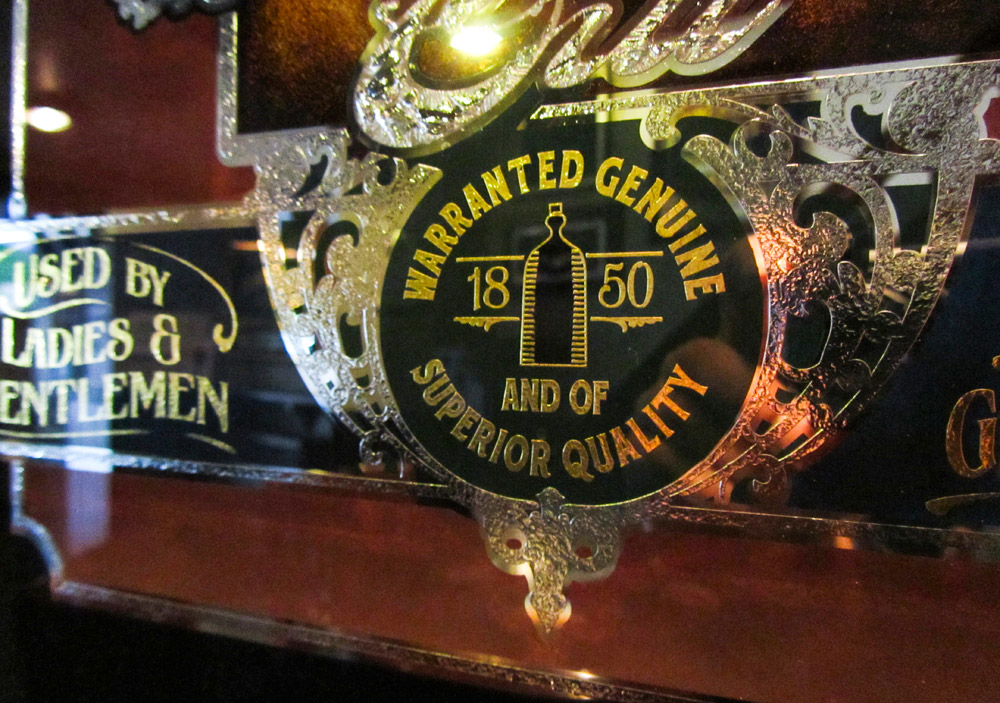 USED BY
LADIES &
ENTLEMEN
WARRANTED GENUINE
18 50
AND OF
SUPERIOR QUALITY
G